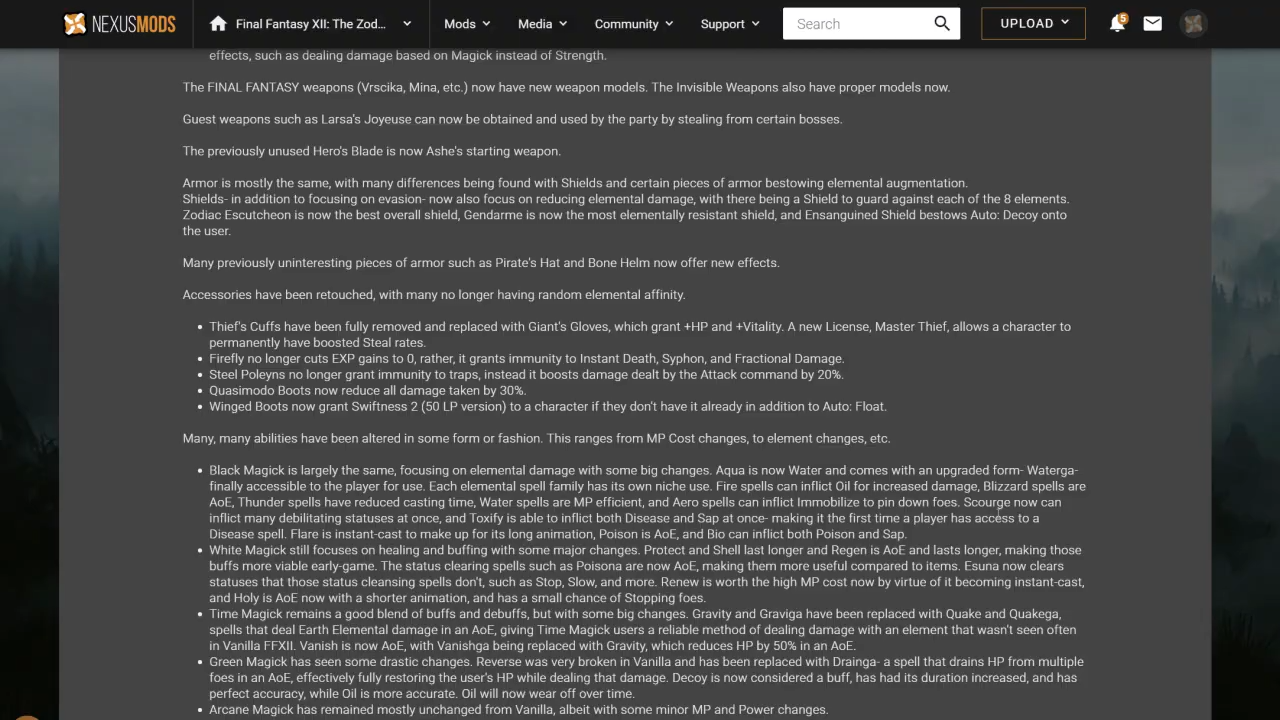 NEXUSMODS Final Fantasy XII: The Zod... Mods Media Community Support Search UPLOAD 5
effects, such as dealing damage based on Magick instead of Strength.
The FINAL FANTASY weapons (Vrscika, Mina, etc.) now have new weapon models. The Invisible Weapons also have proper models now.
Guest weapons such as Larsa's Joyeuse can now be obtained and used by the party by stealing from certain bosses.
The previously unused Hero's Blade is now Ashe's starting weapon.
Armor is mostly the same, with many differences being found with Shields and certain pieces of armor bestowing elemental augmentation.
Shields- in addition to focusing on evasion- now also focus on reducing elemental damage, with there being a Shield to guard against each of the 8 elements.
Zodiac Escutcheon is now the best overall shield, Gendarme is now the most elementally resistant shield, and Ensanguined Shield bestows Auto: Decoy onto
the user.
Many previously uninteresting pieces of armor such as Pirate's Hat and Bone Helm now offer new effects.
Accessories have been retouched, with many no longer having random elemental affinity.
• Thief's Cuffs have been fully removed and replaced with Giant's Gloves, which grant +HP and +Vitality. A new License, Master Thief, allows a character to
permanently have boosted Steal rates.
• Firefly no longer cuts EXP gains to 0, rather, it grants immunity to Instant Death, Syphon, and Fractional Damage.
• Steel Poleyns no longer grant immunity to traps, instead it boosts damage dealt by the Attack command by 20%.
• Quasimodo Boots now reduce all damage taken by 30%.
• Winged Boots now grant Swiftness 2 (50 LP version) to a character if they don't have it already in addition to Auto: Float.
Many, many abilities have been altered in some form or fashion. This ranges from MP Cost changes, to element changes, etc.
• Black Magick is largely the same, focusing on elemental damage with some big changes. Aqua is now Water and comes with an upgraded form- Waterga-
finally accessible to the player for use. Each elemental spell family has its own niche use. Fire spells can inflict Oil for increased damage, Blizzard spells are
AoE, Thunder spells have reduced casting time, Water spells are MP efficient, and Aero spells can inflict Immobilize to pin down foes. Scourge now can
inflict many debilitating statuses at once, and Toxify is able to inflict both Disease and Sap at once- making it the first time a player has access to a
Disease spell. Flare is instant-cast to make up for its long animation, Poison is AoE, and Bio can inflict both Poison and Sap.
• White Magick still focuses on healing and buffing with some major changes. Protect and Shell last longer and Regen is AoE and lasts longer, making those
buffs more viable early-game. The status clearing spells such as Poisona are now AoE, making them more useful compared to items. Esuna now clears
statuses that those status cleansing spells don't, such as Stop, Slow, and more. Renew is worth the high MP cost now by virtue of it becoming instant-cast,
and Holy is AoE now with a shorter animation, and has a small chance of Stopping foes.
• Time Magick remains a good blend of buffs and debuffs, but with some big changes. Gravity and Graviga have been replaced with Quake and Quakega,
spells that deal Earth Elemental damage in an AoE, giving Time Magick users a reliable method of dealing damage with an element that wasn't seen often
in Vanilla FFXII. Vanish is now AoE, with Vanishga being replaced with Gravity, which reduces HP by 50% in an AoE.
• Green Magick has seen some drastic changes. Reverse was very broken in Vanilla and has been replaced with Drainga- a spell that drains HP from multiple
foes in an AoE, effectively fully restoring the user's HP while dealing that damage. Decoy is now considered a buff, has had its duration increased, and has
perfect accuracy, while Oil is more accurate. Oil will now wear off over time.
• Arcane Magick has remained mostly unchanged from Vanilla, albeit with some minor MP and Power changes.